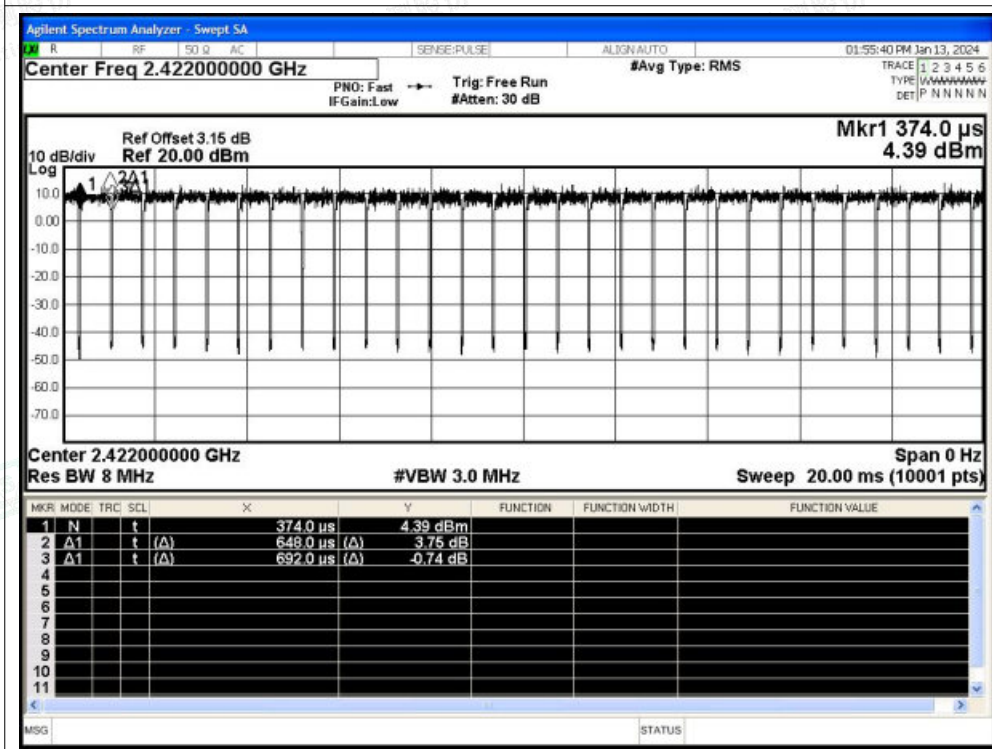 Agilent Spectrum Analyzer - Swept SA
R RF 50 Ω AC SENSE:PULSE ALIGN AUTO 01:55:40 PM Jan 13, 2024
Center Freq 2.422000000 GHz
#Avg Type: RMS
TRACE 1 2 3 4 5 6
PNO: Fast Trig: Free Run
TYPE
IFGain:Low #Atten: 30 dB
DET P N N N N N
Mkr1 374.0 µs
4.39 dBm
Ref Offset 3.15 dB
10 dB/div Ref 20.00 dBm
Log
1 2Δ1
10.0
0.00
-10.0
-20.0
-30.0
-40.0
-50.0
-60.0
-70.0
Center 2.422000000 GHz Span 0 Hz
Res BW 8 MHz #VBW 3.0 MHz Sweep 20.00 ms (10001 pts)
MKR MODE TRC SCL X Y FUNCTION FUNCTION WIDTH FUNCTION VALUE
1 N t 374.0 µs 4.39 dBm
2 Δ1 t (Δ) 648.0 µs (Δ) 3.75 dB
3 Δ1 t (Δ) 692.0 µs (Δ) -0.74 dB
4
5
6
7
8
9
10
11
MSG STATUS